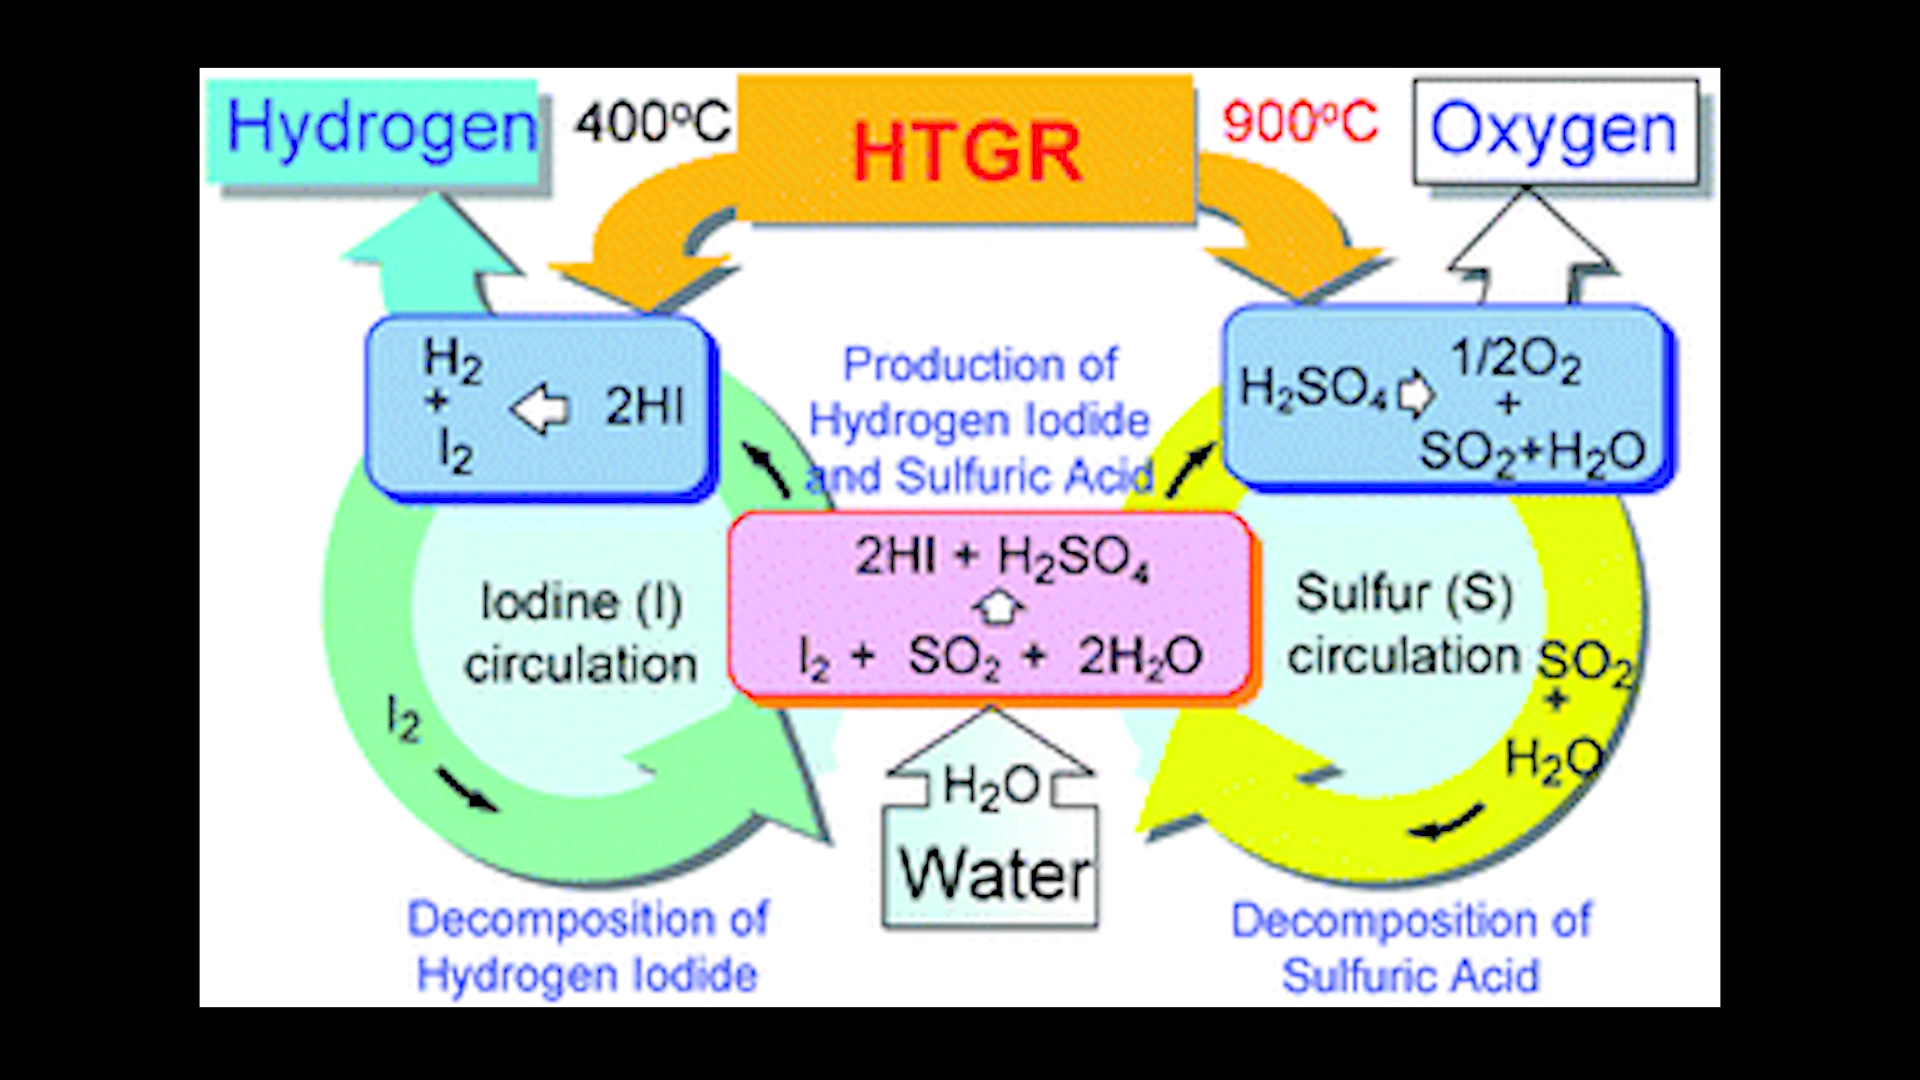 Hydrogen
400ºC
HTGR
900ºC
Oxygen
H₂
+
I₂
2HI
Production of
Hydrogen Iodide
and Sulfuric Acid
H₂SO₄
1/2O₂
+
SO₂+H₂O
2HI + H₂SO₄
I₂ + SO₂ + 2H₂O
Iodine (I)
circulation
I₂
Sulfur (S)
circulation
SO₂
+
H₂O
H₂O
Water
Decomposition of
Hydrogen Iodide
Decomposition of
Sulfuric Acid